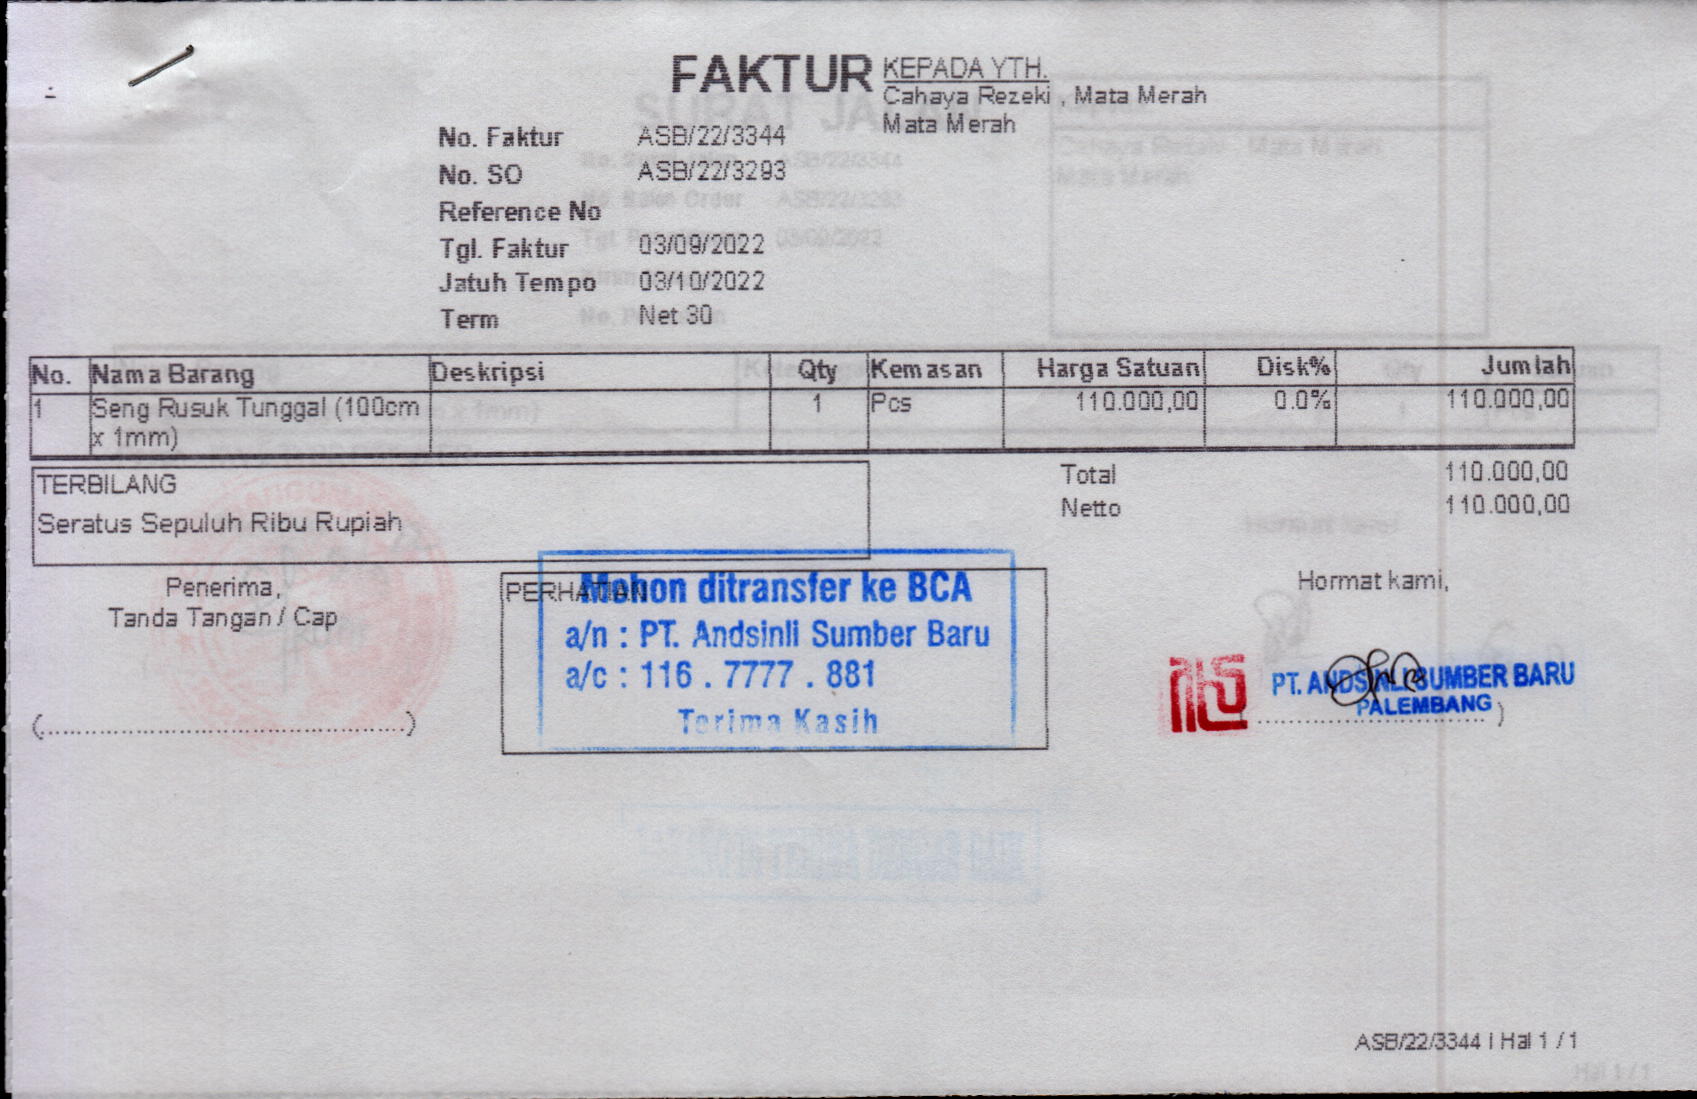 FAKTUR
KEPADA YTH.
Cahaya Rezeki , Mata Merah
Mata Merah
No. Faktur ASB/22/3344
No. SO ASB/22/3293
Reference No
Tgl. Faktur 03/09/2022
Jatuh Tempo 03/10/2022
Term Net 30
No. Nama Barang Deskripsi Qty Kemasan Harga Satuan Disk% Jumlah
1 Seng Rusuk Tunggal (100cm 1 Pcs 110.000,00 0.0% 110.000,00
x 1mm)
TERBILANG
Seratus Sepuluh Ribu Rupiah
Total 110.000,00
Netto 110.000,00
Penerima,
Tanda Tangan / Cap
(..................................................)
PERHATIAN
Mohon ditransfer ke BCA
a/n : PT. Andsinli Sumber Baru
a/c : 116 . 7777 . 881
Terima Kasih
Hormat kami,
PT. ANDSINLI SUMBER BARU
PALEMBANG
ASB/22/3344 | Hal 1 / 1